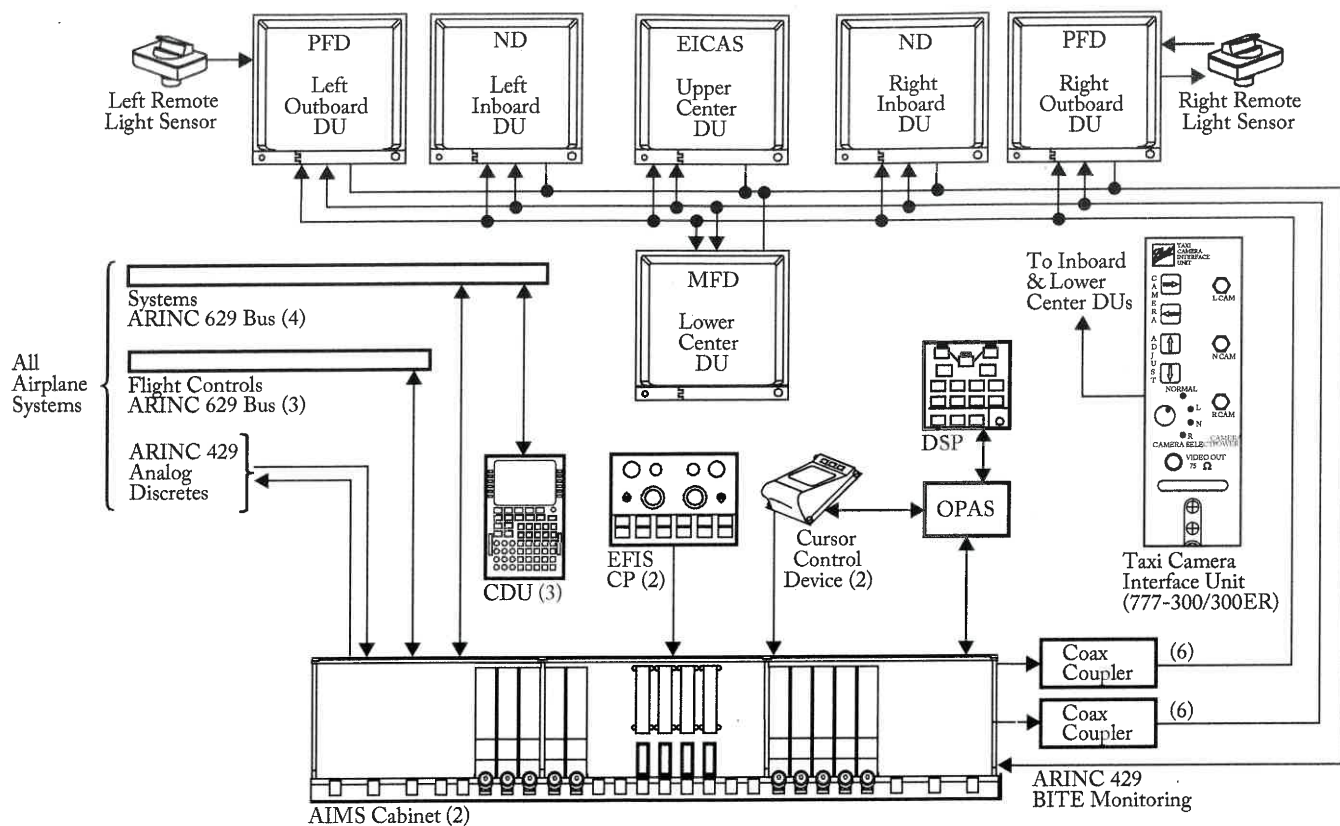 PFD
Left
Outboard
DU
ND
Left
Inboard
DU
EICAS
Upper
Center
DU
ND
Right
Inboard
DU
PFD
Right
Outboard
DU
Left Remote
Light Sensor
Right Remote
Light Sensor
MFD
Lower
Center
DU
To Inboard
& Lower
Center DUs
TAXI
CAMERA
INTERFACE
UNIT
CAMERA
ADJUST
L CAM
N CAM
R CAM
NORMAL
L
N
R
CAMERA SELECT
VIDEO OUT
75 Ω
Taxi Camera
Interface Unit
(777-300/300ER)
All
Airplane
Systems
Systems
ARINC 629 Bus (4)
Flight Controls
ARINC 629 Bus (3)
ARINC 429
Analog
Discretes
CDU (3)
EFIS
CP (2)
Cursor
Control
Device (2)
DSP
OPAS
Coax
Coupler
(6)
Coax
Coupler
(6)
ARINC 429
BITE Monitoring
AIMS Cabinet (2)